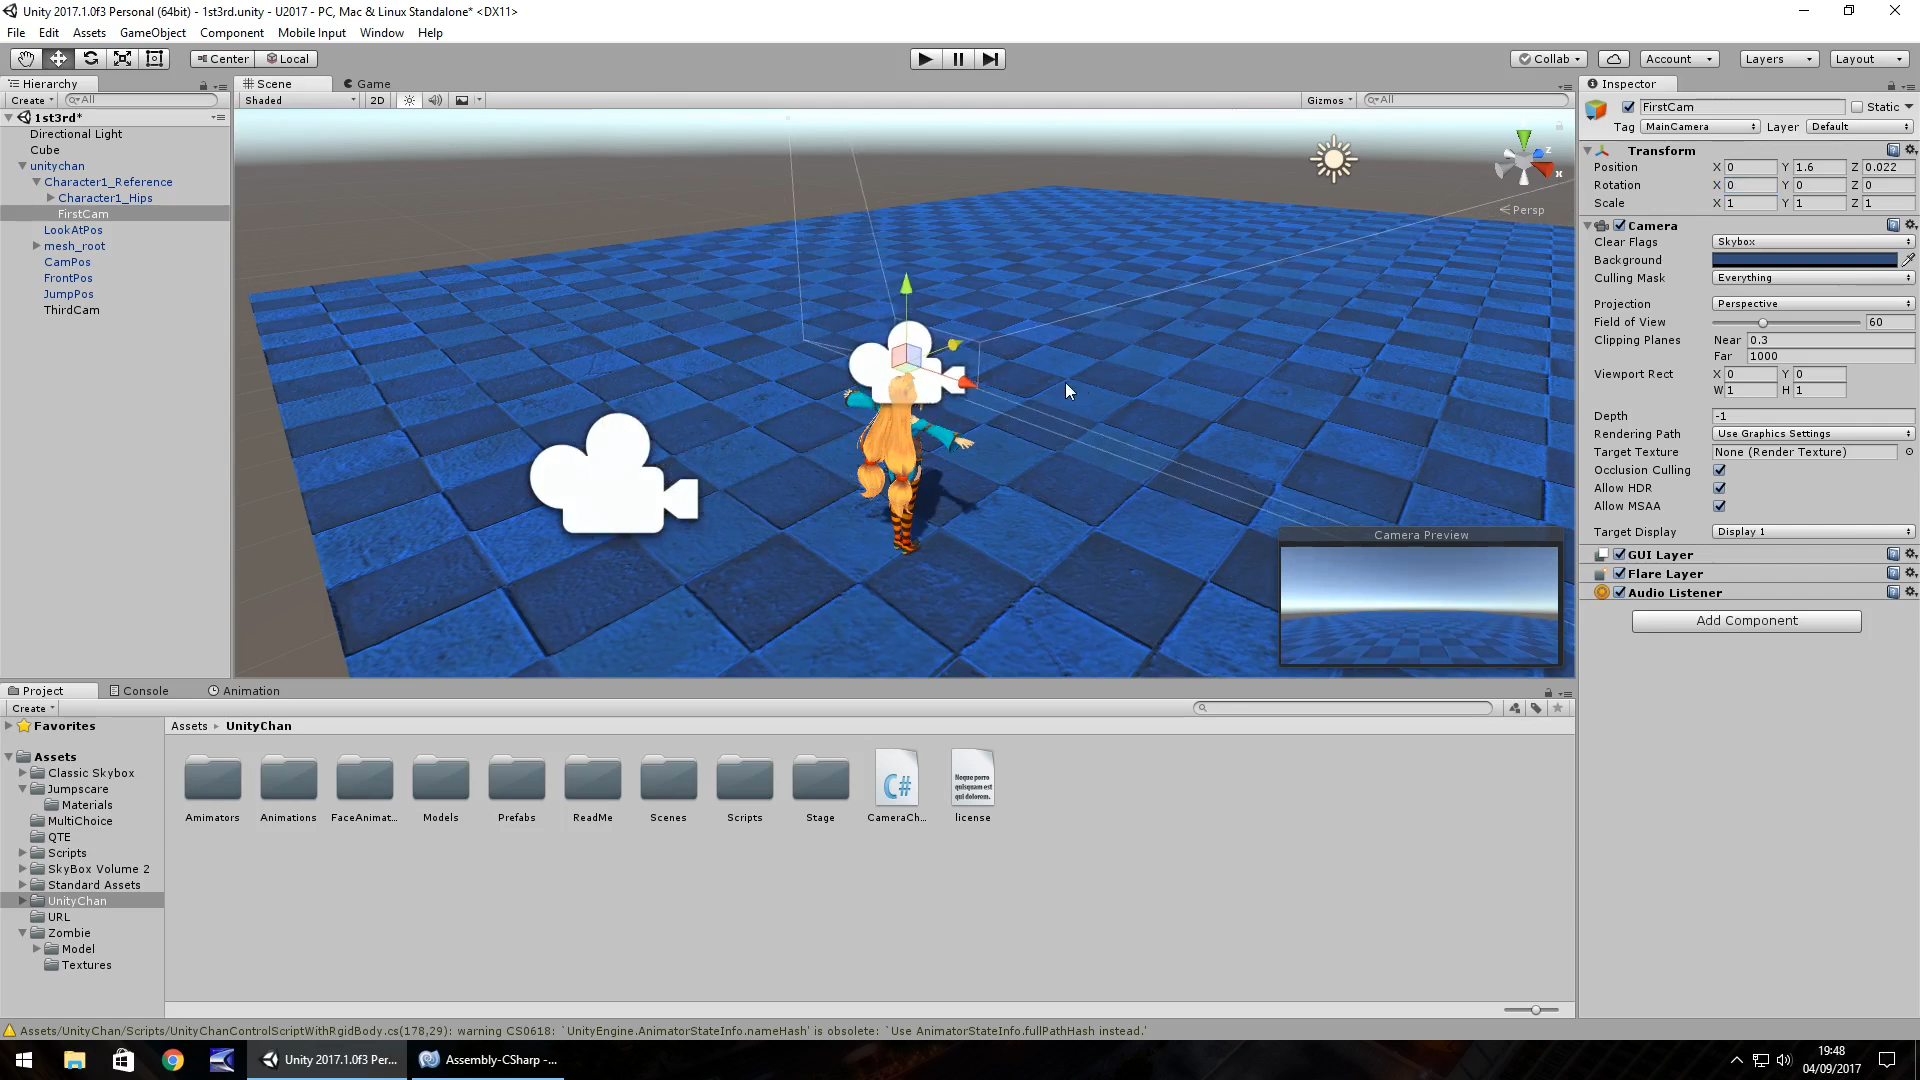 Unity 2017.1.0f3 Personal (64bit) - 1st3rd.unity - U2017 - PC, Mac & Linux Standalone* <DX11>
File Edit Assets GameObject Component Mobile Input Window Help
Center Local Collab Account Layers Layout
Hierarchy
Create All
1st3rd*
Directional Light
Cube
unitychan
Character1_Reference
Character1_Hips
FirstCam
LookAtPos
mesh_root
CamPos
FrontPos
JumpPos
ThirdCam
Scene Game
Shaded 2D Gizmos All
z
x
Persp
Camera Preview
Inspector
FirstCam Static
Tag MainCamera Layer Default
Transform
Position X 0 Y 1.6 Z 0.022
Rotation X 0 Y 0 Z 0
Scale X 1 Y 1 Z 1
Camera
Clear Flags Skybox
Background
Culling Mask Everything
Projection Perspective
Field of View 60
Clipping Planes Near 0.3
Far 1000
Viewport Rect X 0 Y 0
W 1 H 1
Depth -1
Rendering Path Use Graphics Settings
Target Texture None (Render Texture)
Occlusion Culling
Allow HDR
Allow MSAA
Target Display Display 1
GUI Layer
Flare Layer
Audio Listener
Add Component
Project Console Animation
Create
Favorites
Assets
Classic Skybox
Jumpscare
Materials
MultiChoice
QTE
Scripts
SkyBox Volume 2
Standard Assets
UnityChan
URL
Zombie
Model
Textures
Assets UnityChan
C#
Neque porro
quisquam est
qui dolorem.
Amimators Animations FaceAnimat... Models Prefabs ReadMe Scenes Scripts Stage CameraCh... license
Assets/UnityChan/Scripts/UnityChanControlScriptWithRgidBody.cs(178,29): warning CS0618: `UnityEngine.AnimatorStateInfo.nameHash' is obsolete: `Use AnimatorStateInfo.fullPathHash instead.'
Unity 2017.1.0f3 Per... Assembly-CSharp -...
19:48
04/09/2017